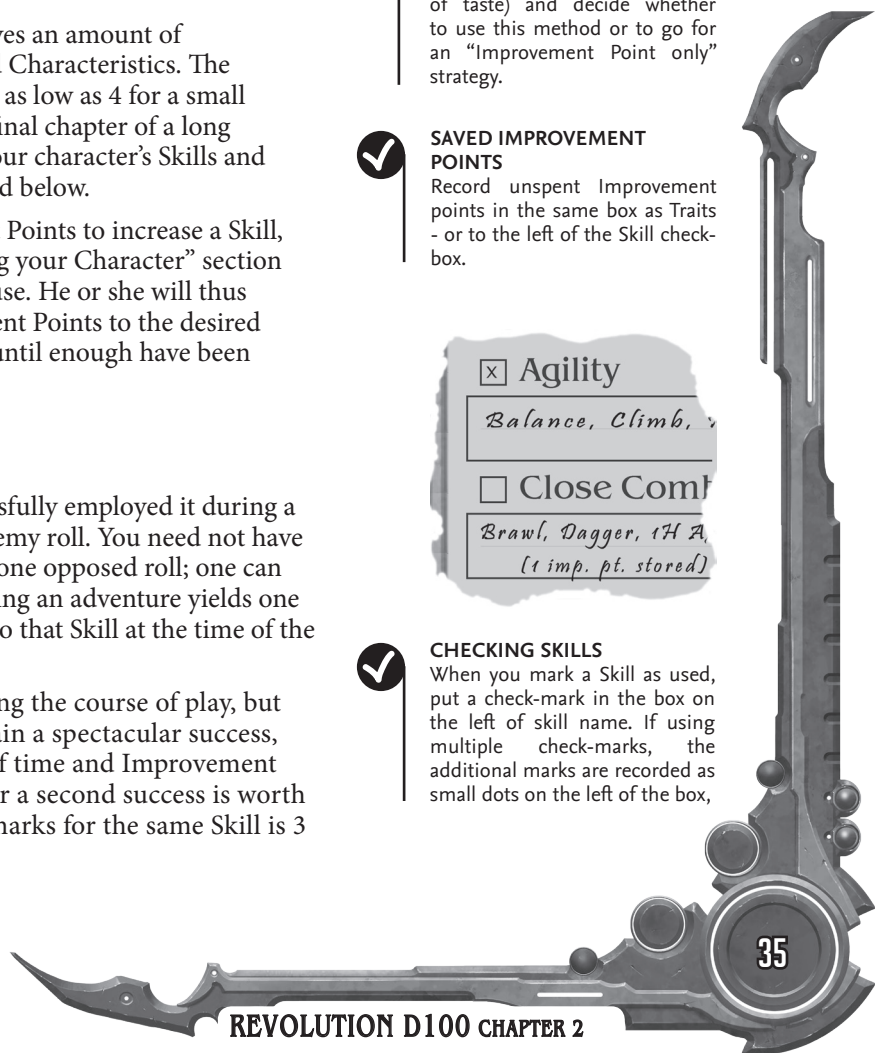 ves an amount of
Characteristics. The
as low as 4 for a small
inal chapter of a long
our character's Skills and
d below.
Points to increase a Skill,
g your Character” section
use. He or she will thus
ent Points to the desired
until enough have been
sfully employed it during a
emy roll. You need not have
one opposed roll; one can
ing an adventure yields one
o that Skill at the time of the
ng the course of play, but
ain a spectacular success,
f time and Improvement
r a second success is worth
marks for the same Skill is 3
of taste) and decide whether
to use this method or to go for
an “Improvement Point only”
strategy.
SAVED IMPROVEMENT
POINTS
Record unspent Improvement
points in the same box as Traits
- or to the left of the Skill check-
box.
x Agility
Balance, Climb,
Close Com
Brawl, Dagger, 1H A
(1 imp. pt. stored)
CHECKING SKILLS
When you mark a Skill as used,
put a check-mark in the box on
the left of skill name. If using
multiple check-marks, the
additional marks are recorded as
small dots on the left of the box,
35
REVOLUTION D100 CHAPTER 2